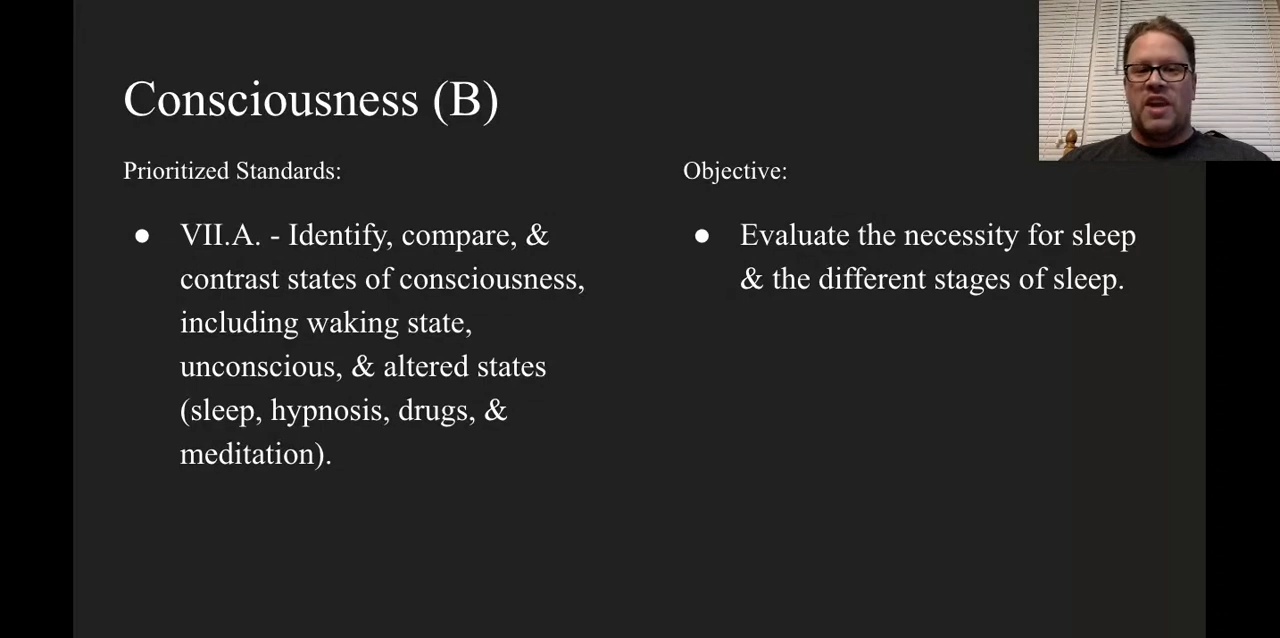 Consciousness (B)
Prioritized Standards:
● VII.A. - Identify, compare, &
contrast states of consciousness,
including waking state,
unconscious, & altered states
(sleep, hypnosis, drugs, &
meditation).
Objective:
● Evaluate the necessity for sleep
& the different stages of sleep.